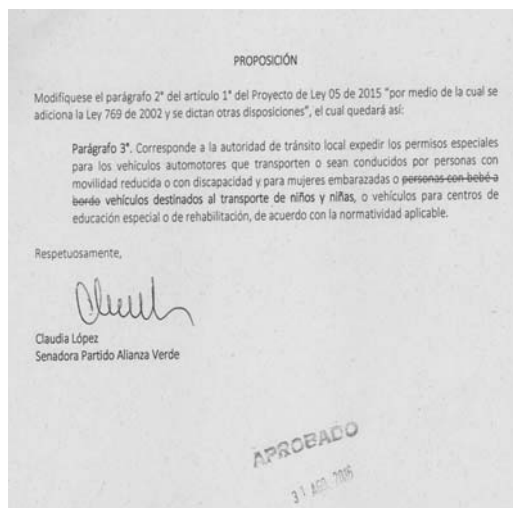 PROPOSICIÓN
Modifíquese el parágrafo 2° del artículo 1° del Proyecto de Ley 05 de 2015 "por medio de la cual se
adiciona la Ley 769 de 2002 y se dictan otras disposiciones", el cual quedará así:
Parágrafo 3°. Corresponde a la autoridad de tránsito local expedir los permisos especiales
para los vehículos automotores que transporten o sean conducidos por personas con
movilidad reducida o con discapacidad y para mujeres embarazadas o personas con bebé a
bordo vehículos destinados al transporte de niños y niñas, o vehículos para centros de
educación especial o de rehabilitación, de acuerdo con la normatividad aplicable.
Respetuosamente,
Claudia López
Senadora Partido Alianza Verde
APROBADO
31 AGO. 2016